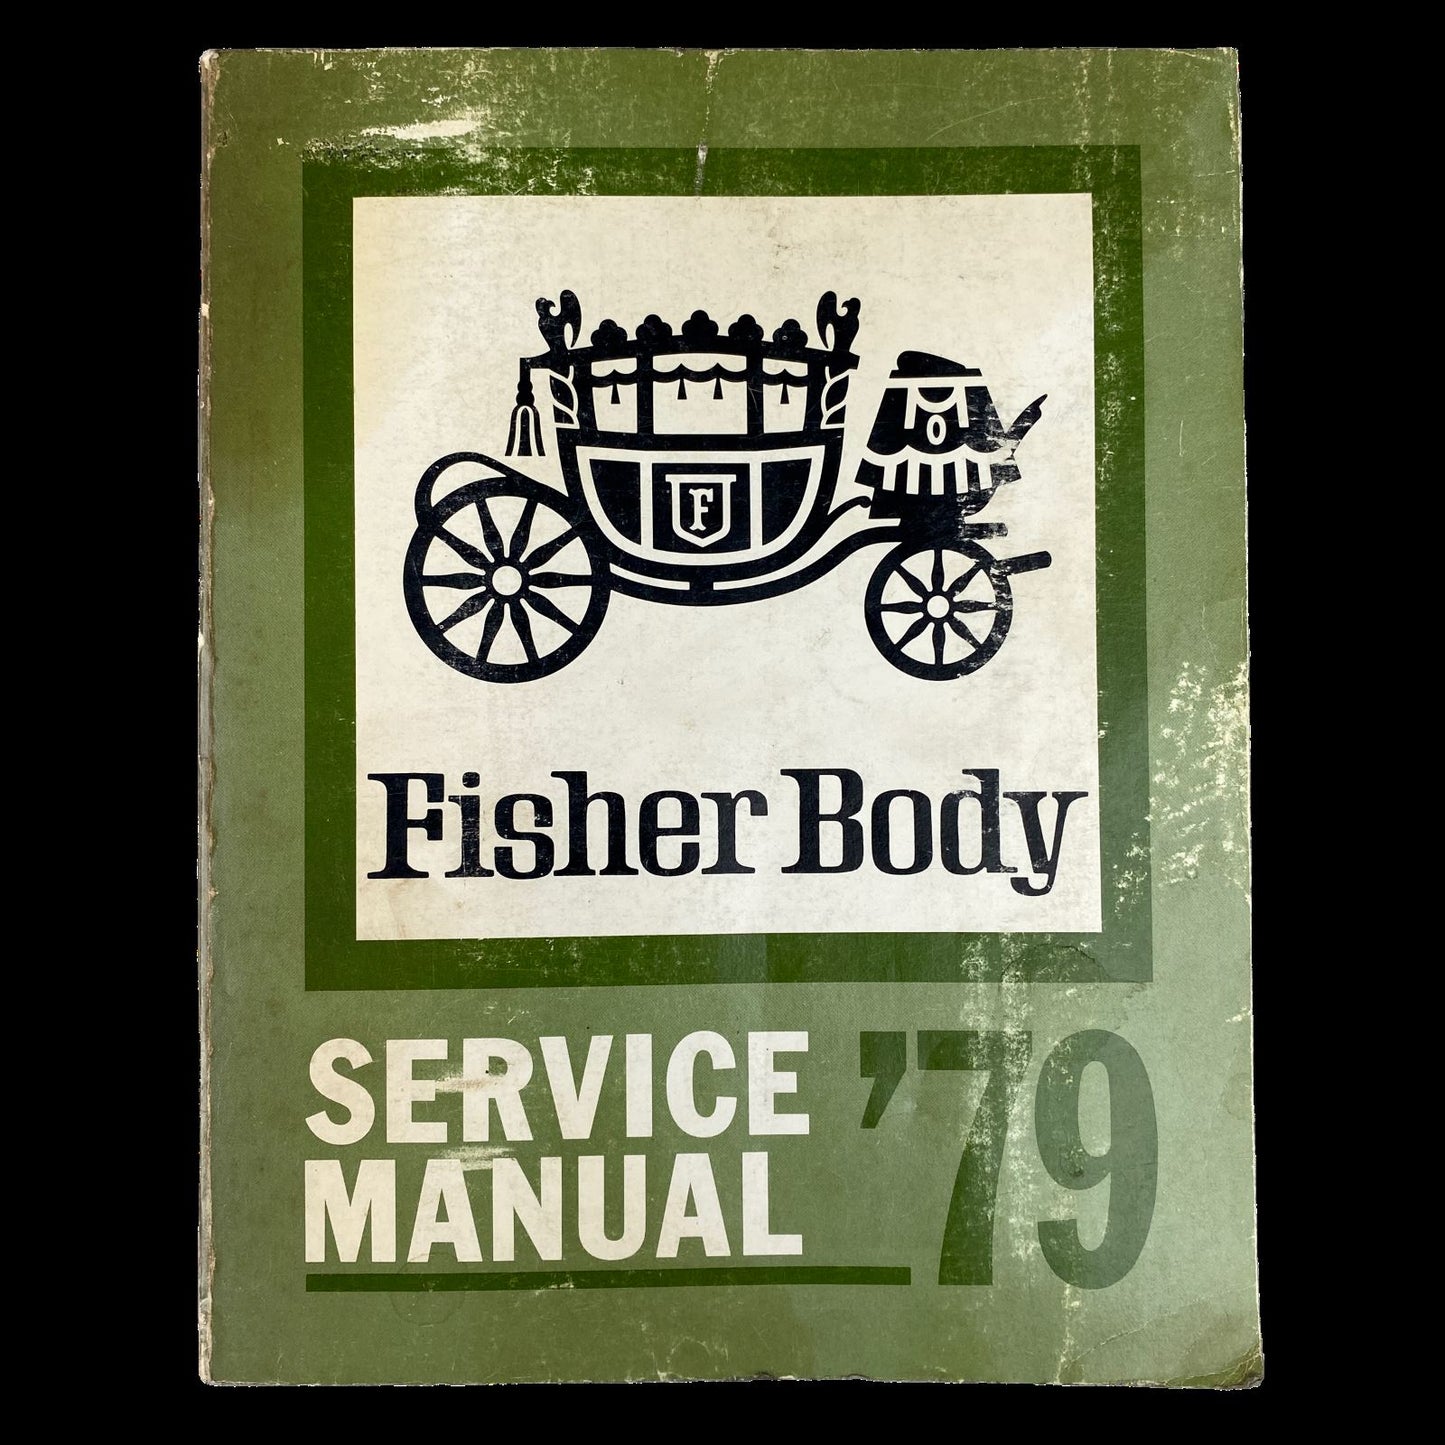 F
Fisher Body
SERVICE
MANUAL
'79